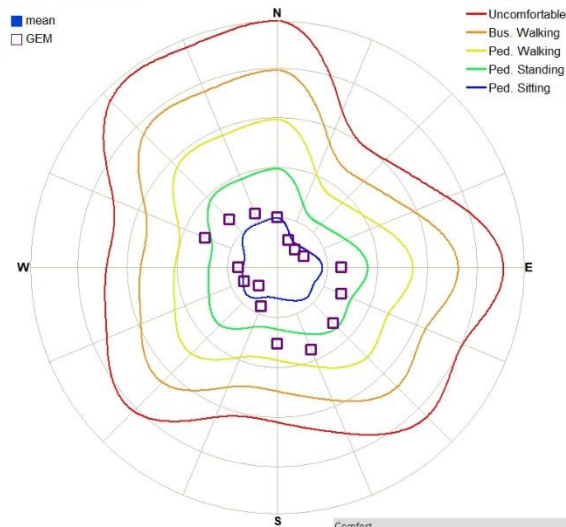 mean
GEM
N
W
E
S
Uncomfortable
Bus. Walking
Ped. Walking
Ped. Standing
Ped. Sitting
Comfort